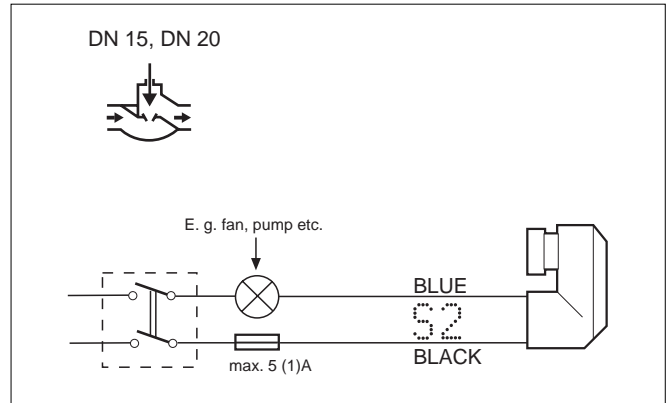 DN 15, DN 20
E. g. fan, pump etc.
BLUE
S2
BLACK
max. 5 (1)A